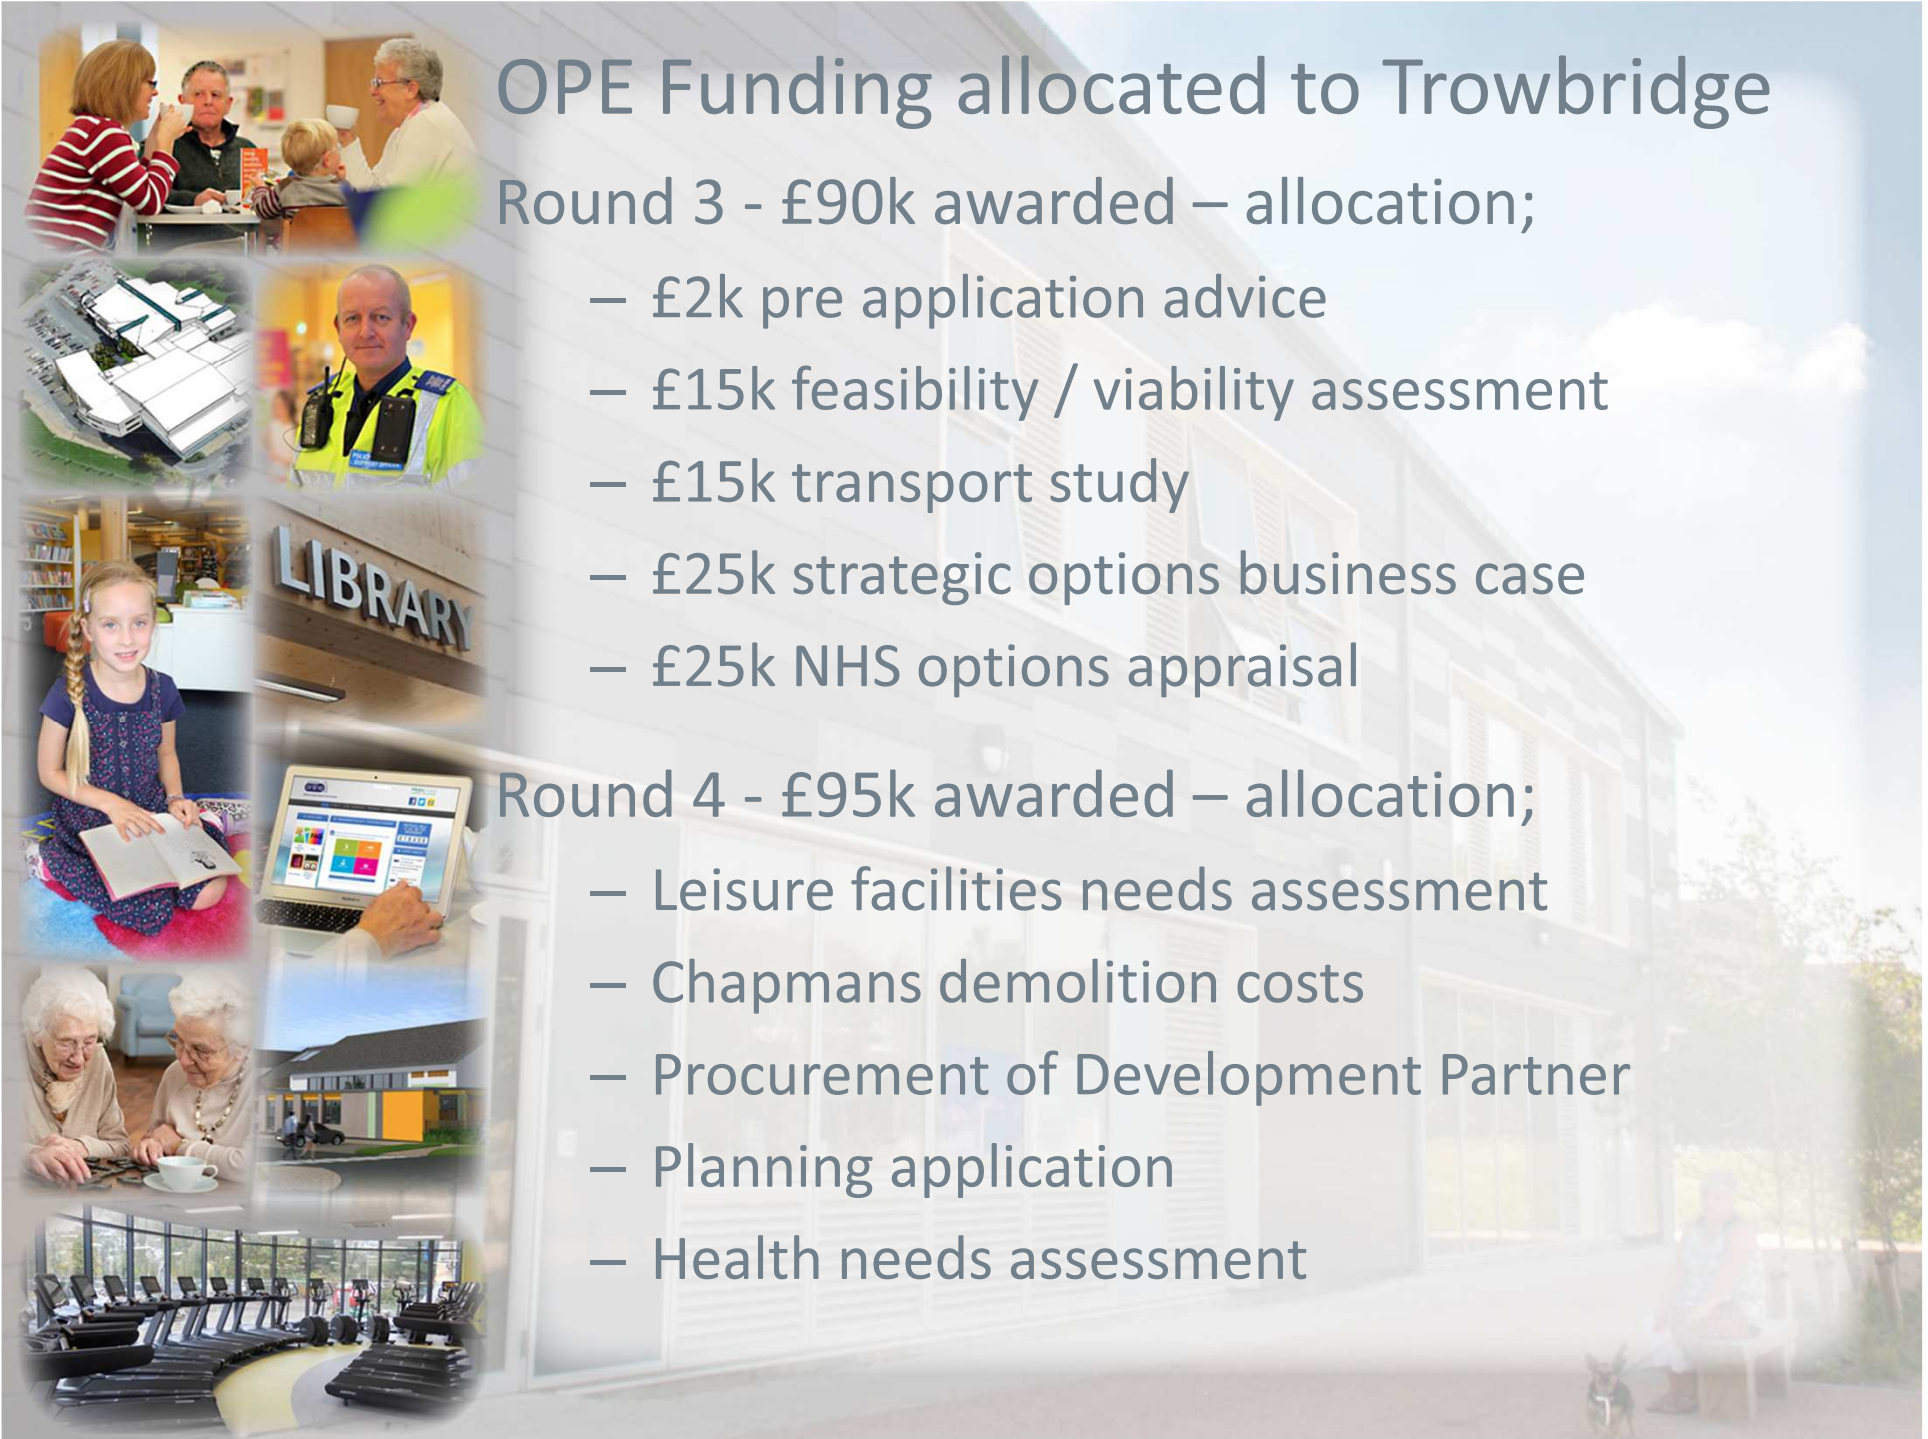 OPE Funding allocated to Trowbridge
Round 3 - £90k awarded – allocation;
– £2k pre application advice
– £15k feasibility / viability assessment
– £15k transport study
– £25k strategic options business case
– £25k NHS options appraisal
Round 4 - £95k awarded – allocation;
– Leisure facilities needs assessment
– Chapmans demolition costs
– Procurement of Development Partner
– Planning application
– Health needs assessment
LIBRARY